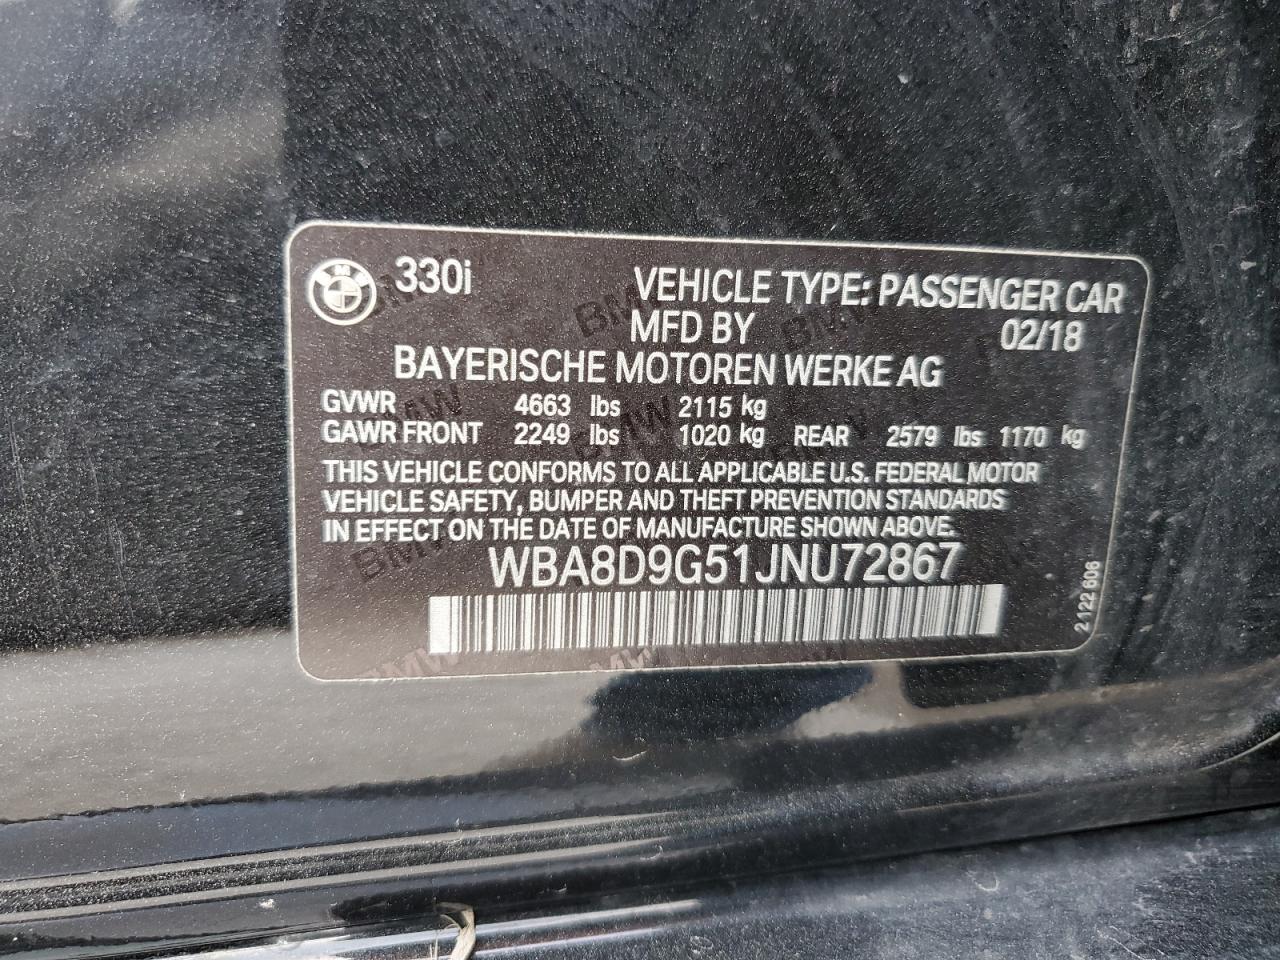 BMW 330i VEHICLE TYPE: PASSENGER CAR
MFD BY 02/18
BAYERISCHE MOTOREN WERKE AG
GVWR 4663 lbs 2115 kg
GAWR FRONT 2249 lbs 1020 kg REAR 2579 lbs 1170 kg
THIS VEHICLE CONFORMS TO ALL APPLICABLE U.S. FEDERAL MOTOR
VEHICLE SAFETY, BUMPER AND THEFT PREVENTION STANDARDS
IN EFFECT ON THE DATE OF MANUFACTURE SHOWN ABOVE.
WBA8D9G51JNU72867
2 122 606